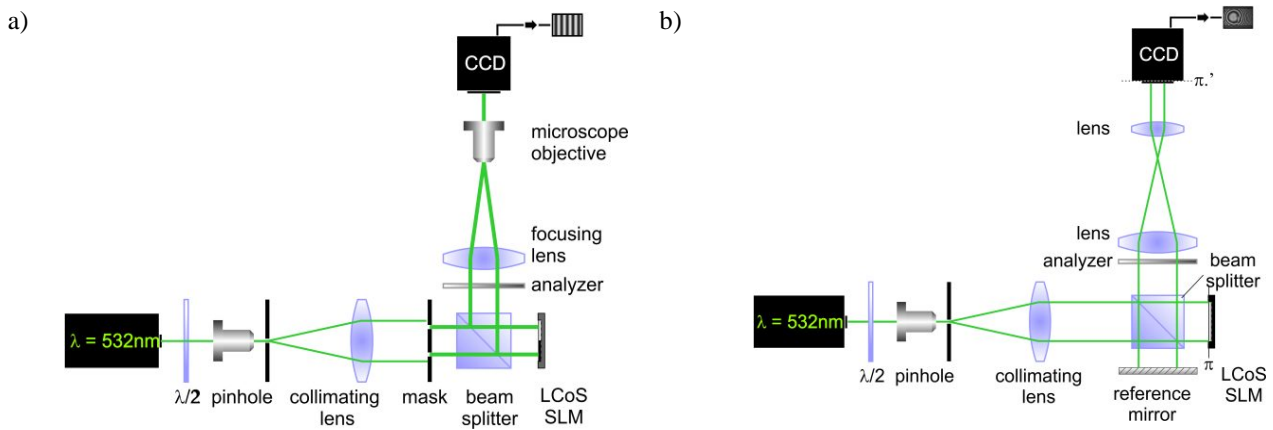 a)
CCD
microscope
objective
focusing
lens
analyzer
λ = 532nm
λ/2
pinhole
collimating
lens
mask
beam
splitter
LCoS
SLM
b)
CCD
π.'
lens
lens
analyzer
beam
splitter
λ = 532nm
λ/2
pinhole
collimating
lens
reference
mirror
π
LCoS
SLM